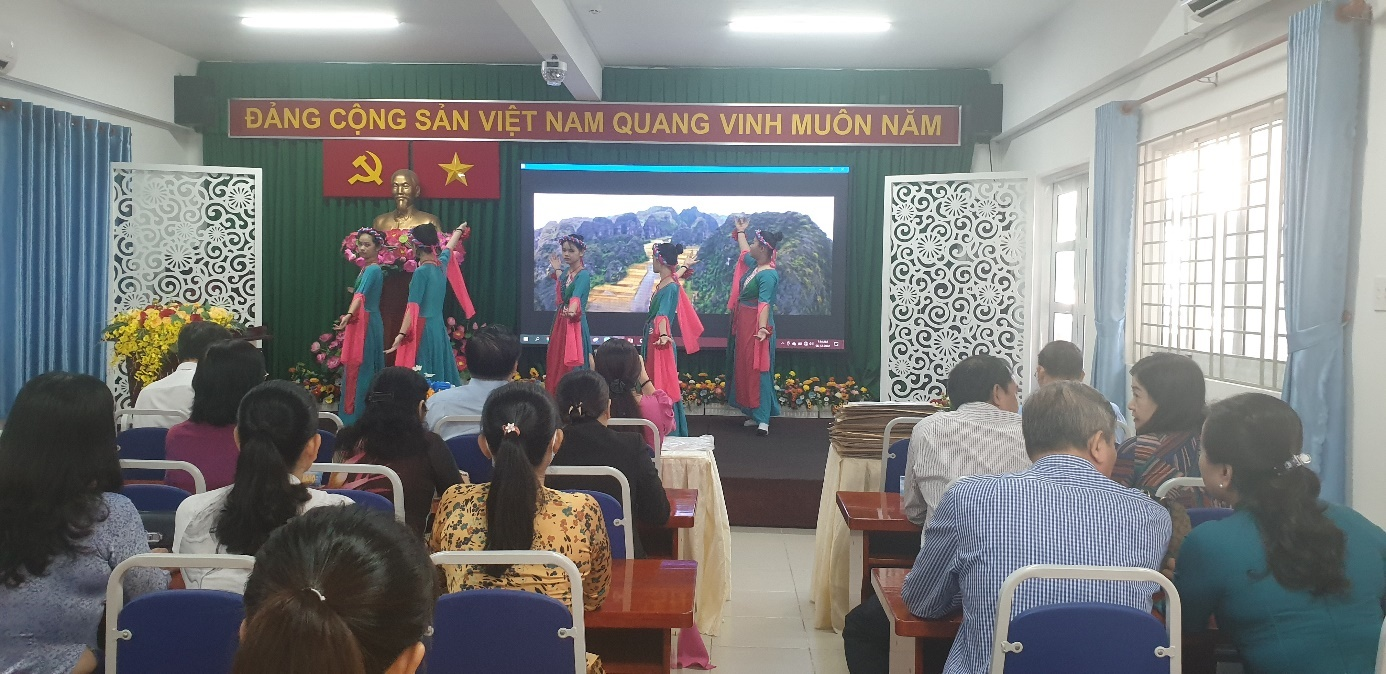 ĐẢNG CỘNG SẢN VIỆT NAM QUANG VINH MUÔN NĂM